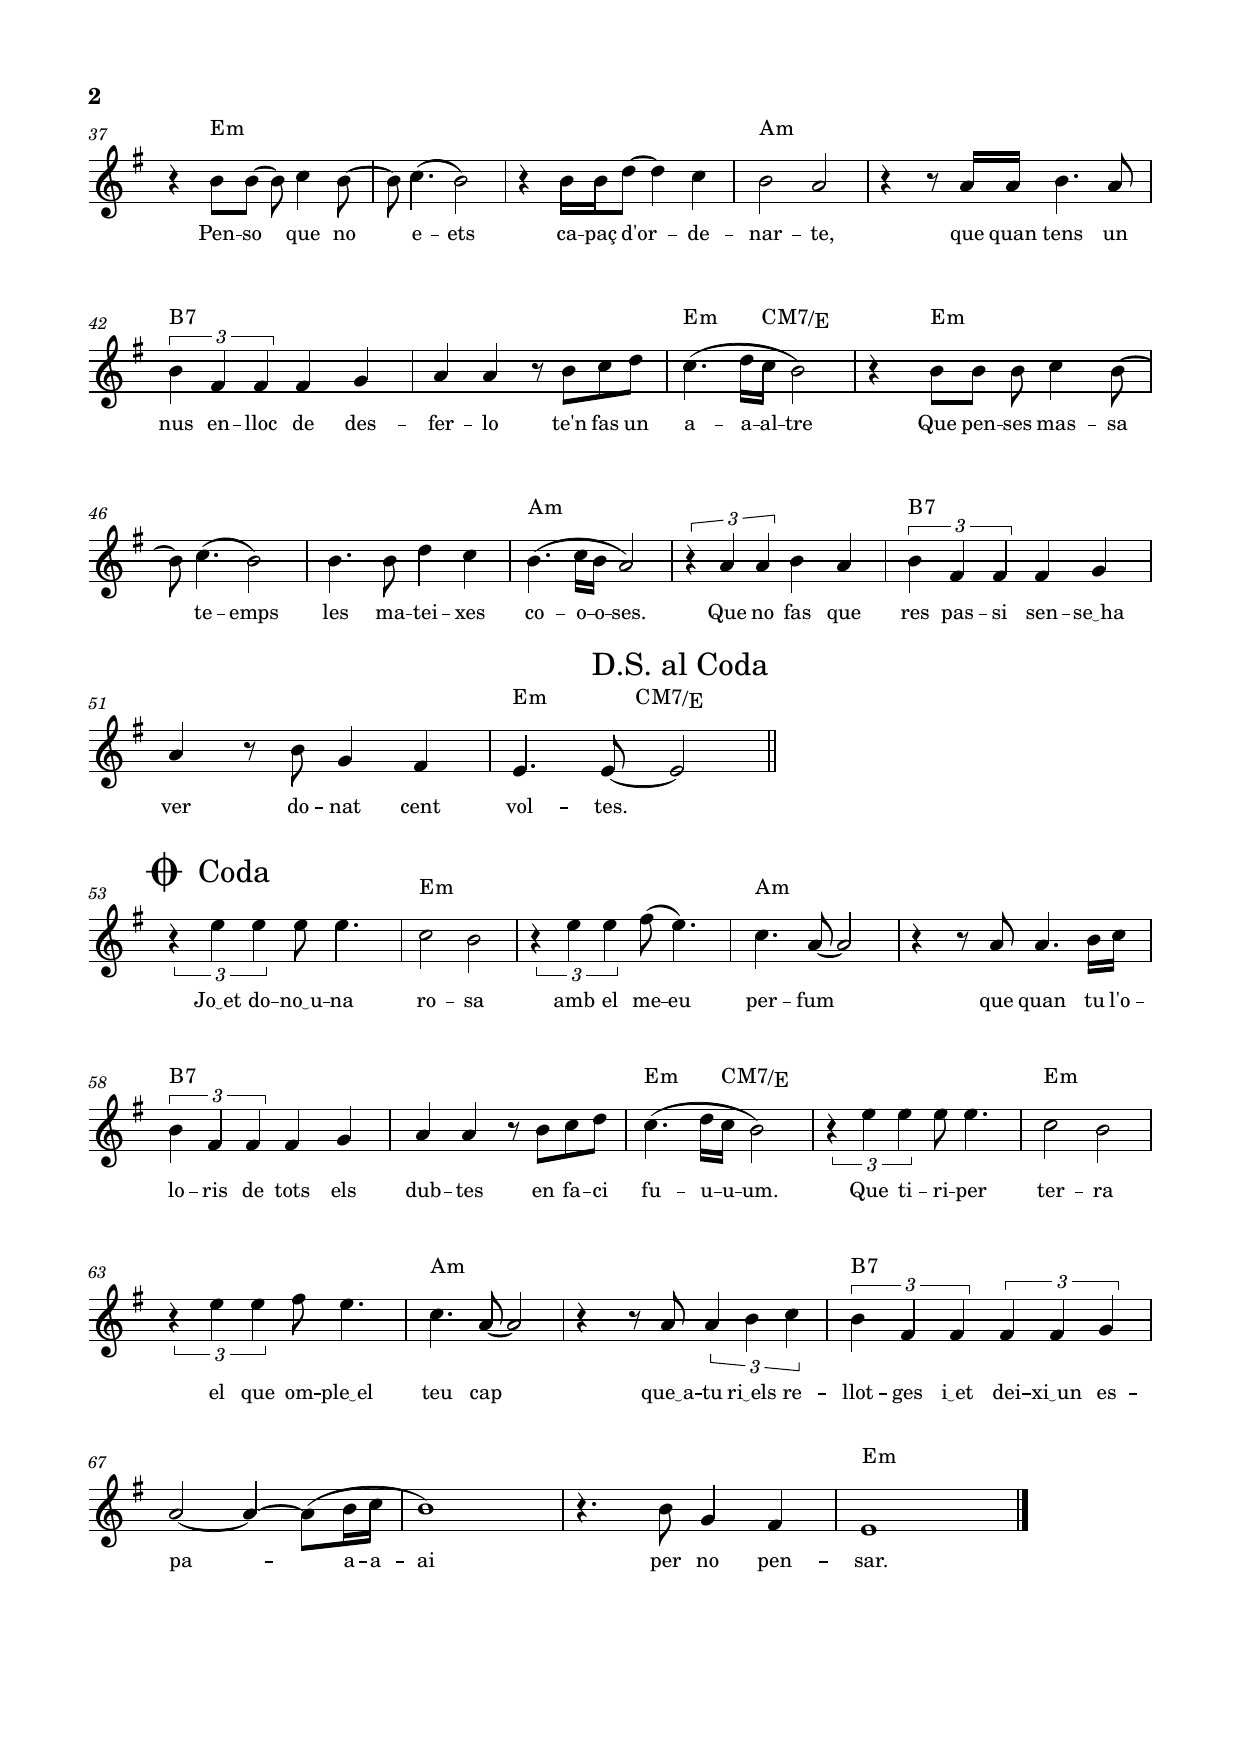 2
37 Em Am
Pen – so que no e – ets ca – paç d'or – de – nar – te, que quan tens un
42 B7 Em CM7/E Em
3
nus en – lloc de des – fer – lo te'n fas un a – a – al – tre Que pen – ses mas – sa
46 Am B7
3 3
te – emps les ma – tei – xes co – o – o – ses. Que no fas que res pas – si sen – se‿ha
D.S. al Coda
51 Em CM7/E
ver do – nat cent vol – tes.
Coda
53 Em Am
3 3
Jo‿et do – no‿u – na ro – sa amb el me – eu per – fum que quan tu l'o –
58 B7 Em CM7/E Em
3 3
lo – ris de tots els dub – tes en fa – ci fu – u – u – um. Que ti – ri – per ter – ra
63 Am B7
3 3 3 3
el que om – ple‿el teu cap que‿a – tu ri‿els re – llot – ges i‿et dei – xi‿un es –
67 Em
pa – a – a – ai per no pen – sar.